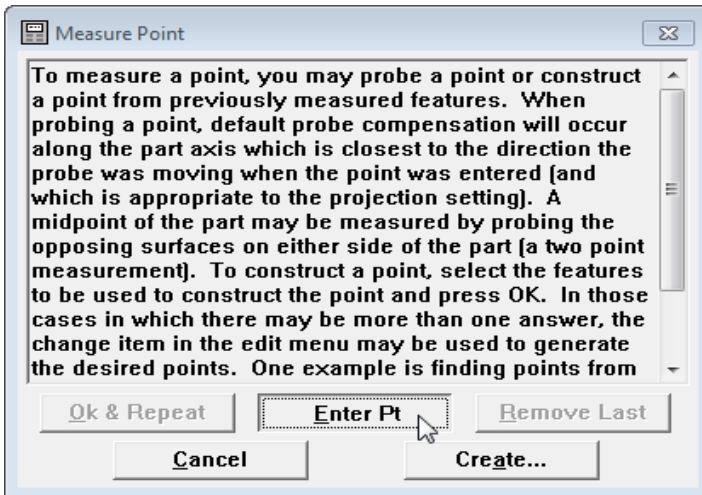 Measure Point
To measure a point, you may probe a point or construct
a point from previously measured features.  When
probing a point, default probe compensation will occur
along the part axis which is closest to the direction the
probe was moving when the point was entered (and
which is appropriate to the projection setting).  A
midpoint of the part may be measured by probing the
opposing surfaces on either side of the part (a two point
measurement).  To construct a point, select the features
to be used to construct the point and press OK.  In those
cases in which there may be more than one answer, the
change item in the edit menu may be used to generate
the desired points.  One example is finding points from
Ok & Repeat
Enter Pt
Remove Last
Cancel
Create...